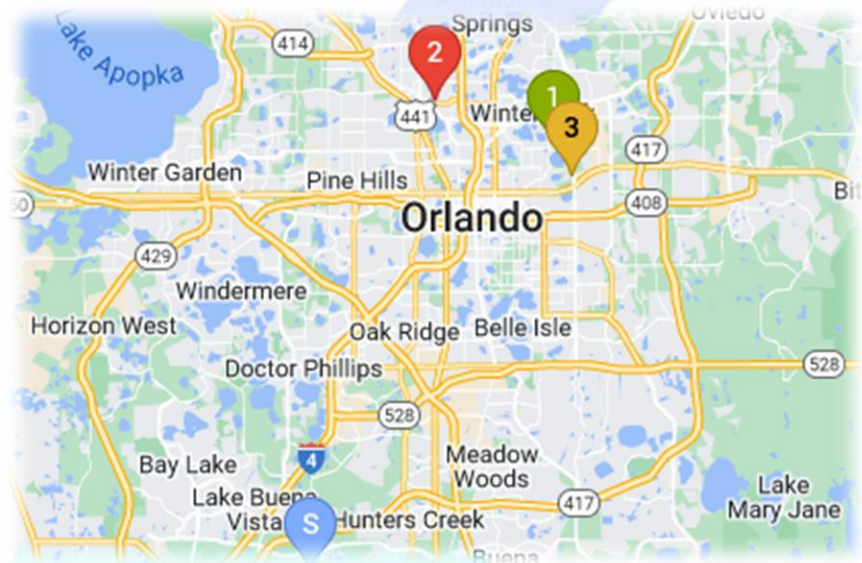 Oviedo
Springs
414
2
Lake Apopka
1
441
Winter
3
417
Winter Garden
Pine Hills
50
408
Orlando
429
Windermere
Horizon West
Oak Ridge
Belle Isle
Doctor Phillips
528
528
4
Bay Lake
Meadow
Woods
Lake Buena
Vista
S
Hunters Creek
417
Lake
Mary Jane
Buena